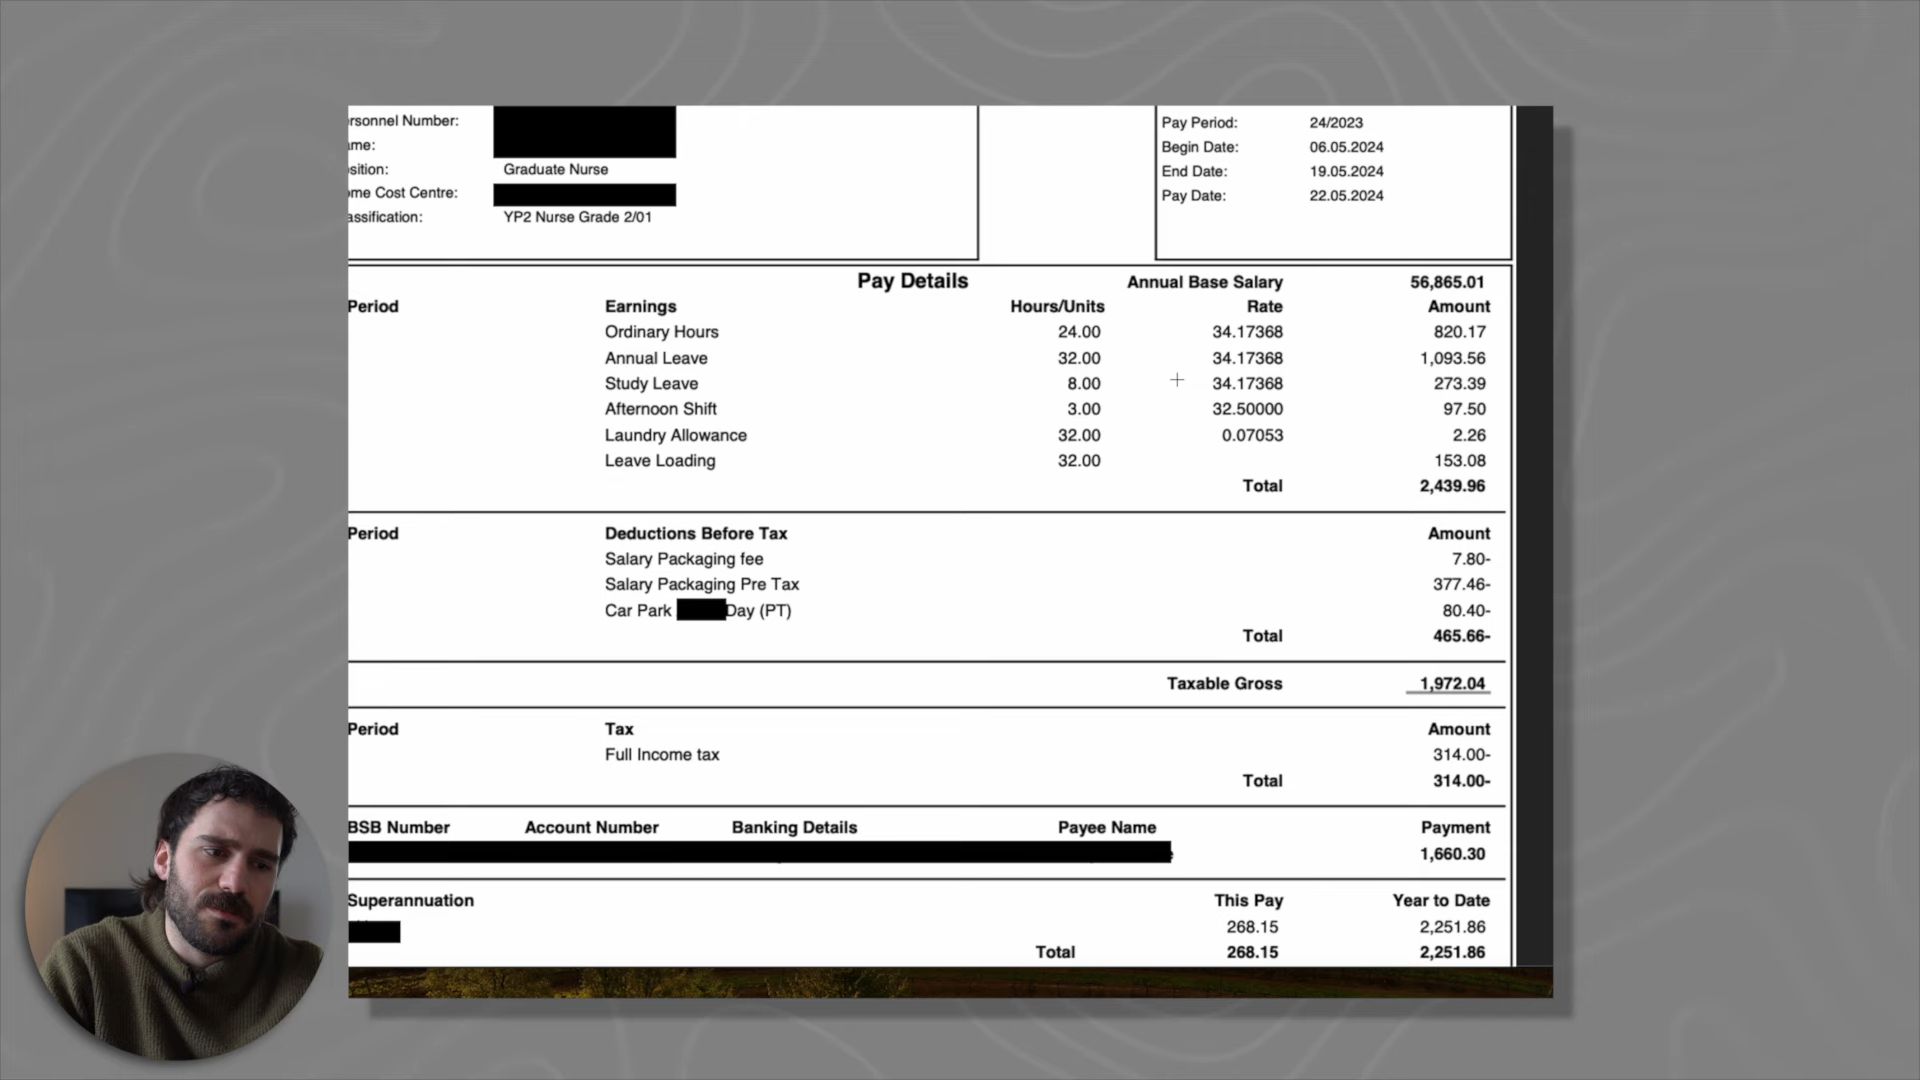 rsonnel Number:
ame:
sition: Graduate Nurse
ome Cost Centre:
assification: YP2 Nurse Grade 2/01
Pay Period: 24/2023
Begin Date: 06.05.2024
End Date: 19.05.2024
Pay Date: 22.05.2024
Pay Details Annual Base Salary 56,865.01
Period Earnings Hours/Units Rate Amount
Ordinary Hours 24.00 34.17368 820.17
Annual Leave 32.00 34.17368 1,093.56
Study Leave 8.00 34.17368 273.39
Afternoon Shift 3.00 32.50000 97.50
Laundry Allowance 32.00 0.07053 2.26
Leave Loading 32.00 153.08
Total 2,439.96
Period Deductions Before Tax Amount
Salary Packaging fee 7.80-
Salary Packaging Pre Tax 377.46-
Car Park Day (PT) 80.40-
Total 465.66-
Taxable Gross 1,972.04
Period Tax Amount
Full Income tax 314.00-
Total 314.00-
BSB Number Account Number Banking Details Payee Name Payment
1,660.30
Superannuation This Pay Year to Date
268.15 2,251.86
Total 268.15 2,251.86